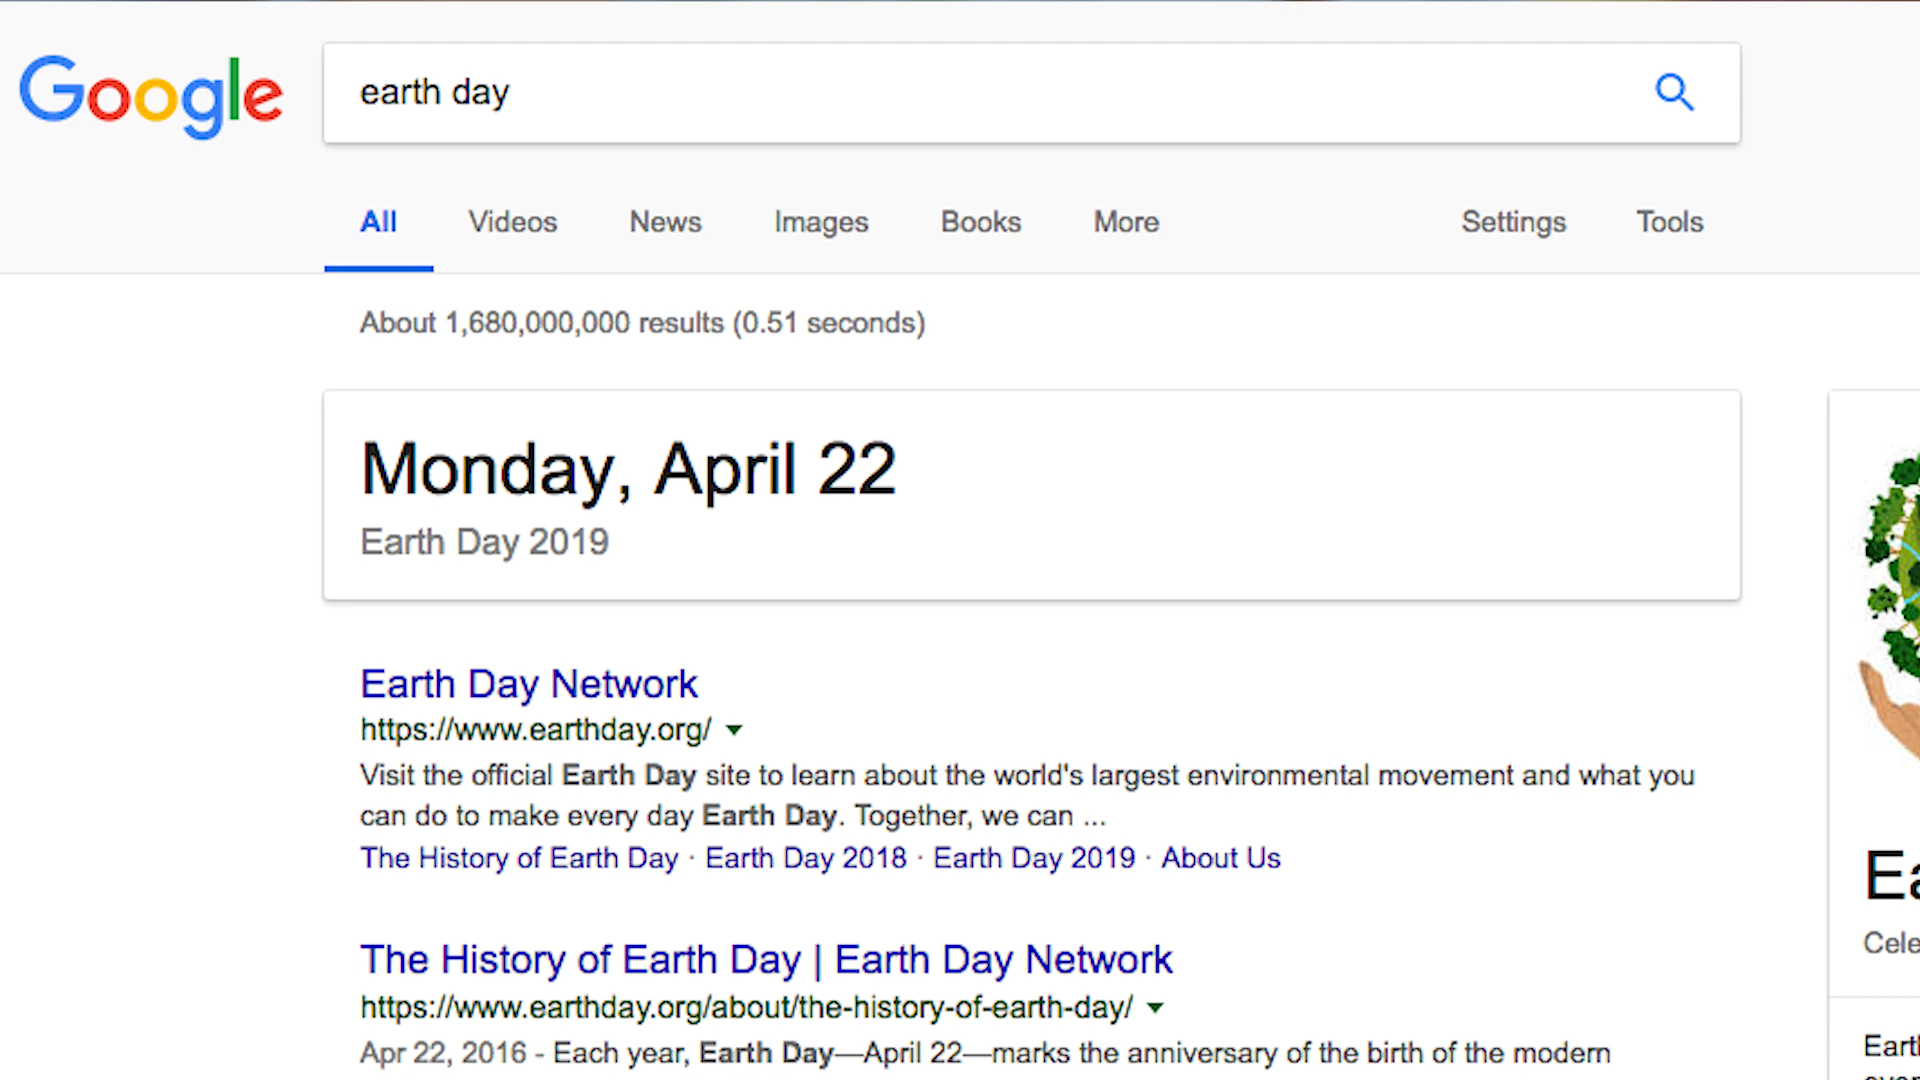 Google
earth day
All Videos News Images Books More Settings Tools
About 1,680,000,000 results (0.51 seconds)
Monday, April 22
Earth Day 2019
Earth Day Network
https://www.earthday.org/
Visit the official Earth Day site to learn about the world's largest environmental movement and what you
can do to make every day Earth Day. Together, we can ...
The History of Earth Day · Earth Day 2018 · Earth Day 2019 · About Us
The History of Earth Day | Earth Day Network
https://www.earthday.org/about/the-history-of-earth-day/
Apr 22, 2016 - Each year, Earth Day—April 22—marks the anniversary of the birth of the modern